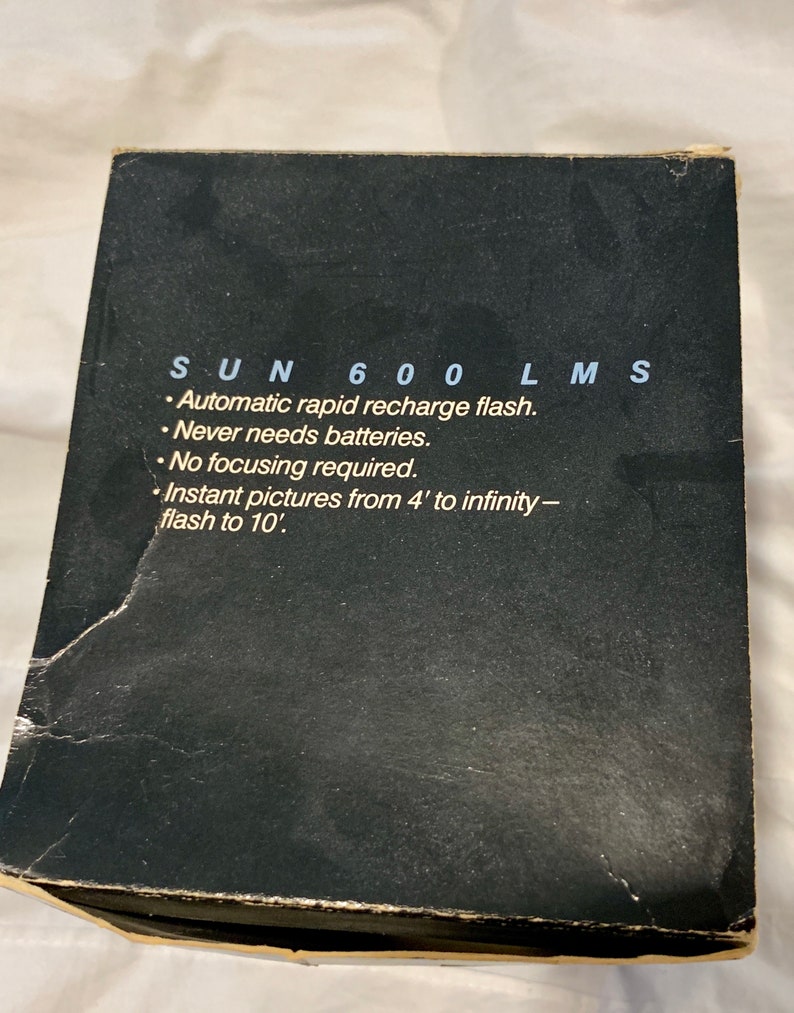 SUN 600 LMS
• Automatic rapid recharge flash.
• Never needs batteries.
• No focusing required.
• Instant pictures from 4' to infinity—
flash to 10'.